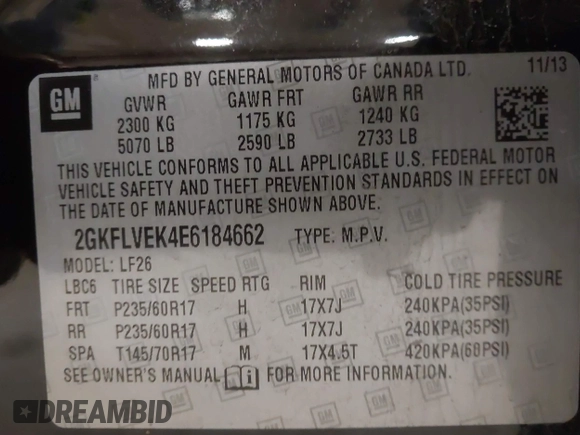 MFD BY GENERAL MOTORS OF CANADA LTD. 11/13
GM
GVWR GAWR FRT GAWR RR
2300 KG 1175 KG 1240 KG
5070 LB 2590 LB 2733 LB
THIS VEHICLE CONFORMS TO ALL APPLICABLE U.S. FEDERAL MOTOR
VEHICLE SAFETY AND THEFT PREVENTION STANDARDS IN EFFECT ON
THE DATE OF MANUFACTURE SHOWN ABOVE.
2GKFLVEK4E6184662 TYPE: M.P.V.
MODEL: LF26
LBC6 TIRE SIZE SPEED RTG RIM COLD TIRE PRESSURE
FRT P235/60R17 H 17X7J 240KPA(35PSI)
RR P235/60R17 H 17X7J 240KPA(35PSI)
SPA T145/70R17 M 17X4.5T 420KPA(60PSI)
SEE OWNER'S MANUAL FOR MORE INFORMATION.
DREAMBID